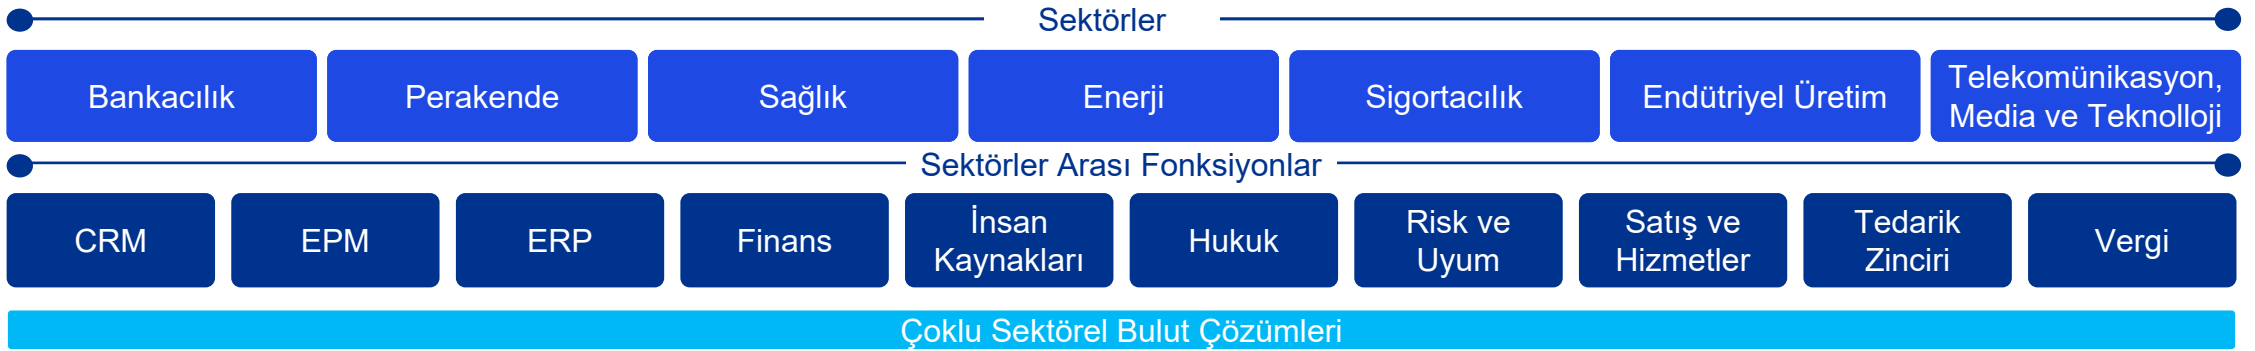 Sektörler
Bankacılık
Perakende
Sağlık
Enerji
Sigortacılık
Endütriyel Üretim
Telekomünikasyon,
Media ve Teknolloji
Sektörler Arası Fonksiyonlar
CRM
EPM
ERP
Finans
İnsan
Kaynakları
Hukuk
Risk ve
Uyum
Satış ve
Hizmetler
Tedarik
Zinciri
Vergi
Çoklu Sektörel Bulut Çözümleri